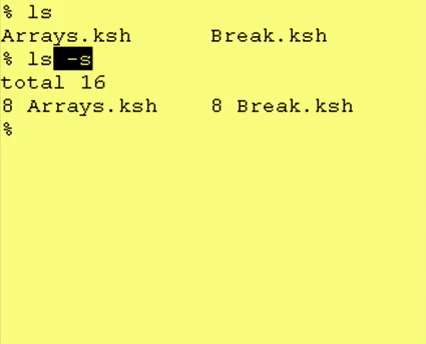 % ls
Arrays.ksh Break.ksh
% ls -s
total 16
8 Arrays.ksh 8 Break.ksh
%